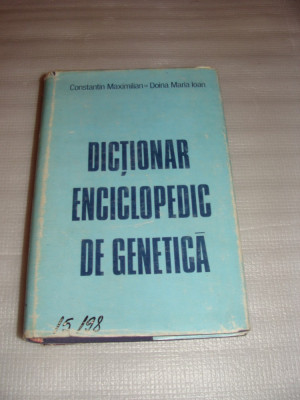 Constantin Maximilian - Doina Maria Ioan
DICȚIONAR
ENCICLOPEDIC
DE GENETICĂ
15 198